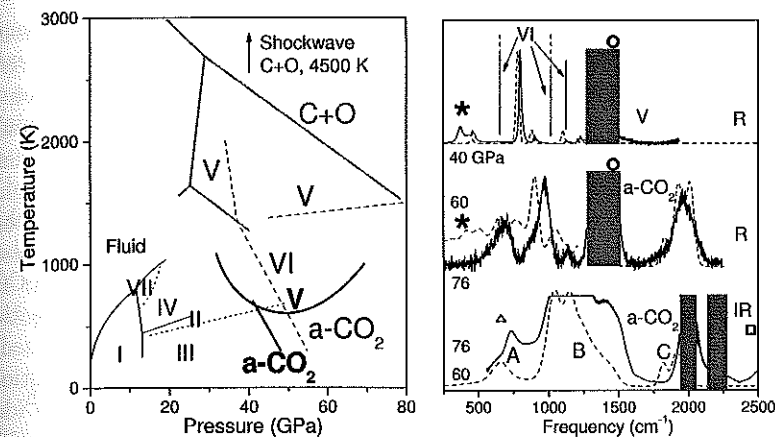 3000
2000
1000
0
Temperature (K)
0
20
40
60
80
Pressure (GPa)
Shockwave
C+O, 4500 K
C+O
V
V
VI
V
a-CO2
a-CO2
Fluid
VII
IV
II
I
III
VI
V
R
40 GPa
60
a-CO2
R
76
a-CO2
IR
A
B
C
76
60
500
1000
1500
2000
2500
Frequency (cm⁻¹)